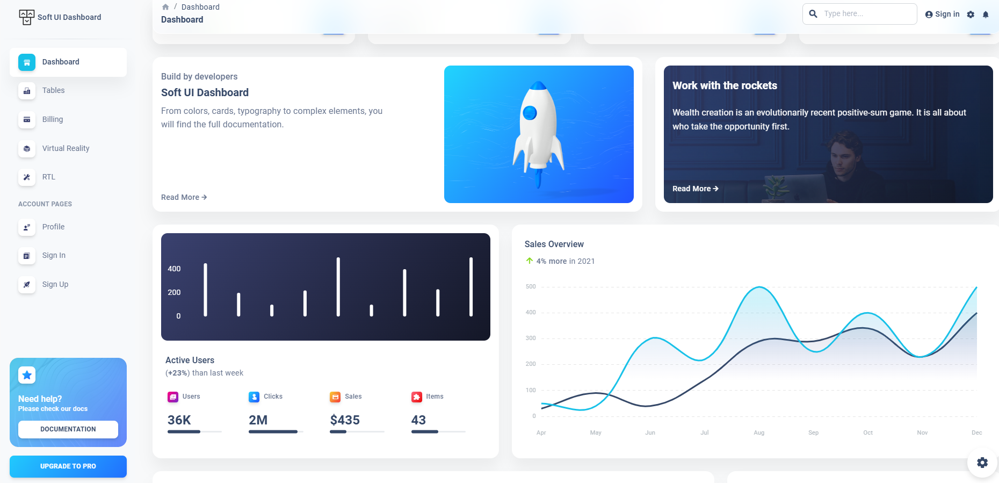 Soft UI Dashboard
Dashboard
Tables
Billing
Virtual Reality
RTL
ACCOUNT PAGES
Profile
Sign In
Sign Up
Need help?
Please check our docs
DOCUMENTATION
UPGRADE TO PRO
/ Dashboard
Dashboard
Type here...
Sign in
Build by developers
Soft UI Dashboard
From colors, cards, typography to complex elements, you
will find the full documentation.
Read More
Work with the rockets
Wealth creation is an evolutionarily recent positive-sum game. It is all about
who take the opportunity first.
Read More
400
200
0
Active Users
(+23%) than last week
Users
Clicks
Sales
Items
36K
2M
$435
43
Sales Overview
4% more in 2021
500
400
300
200
100
0
Apr May Jun Jul Aug Sep Oct Nov Dec